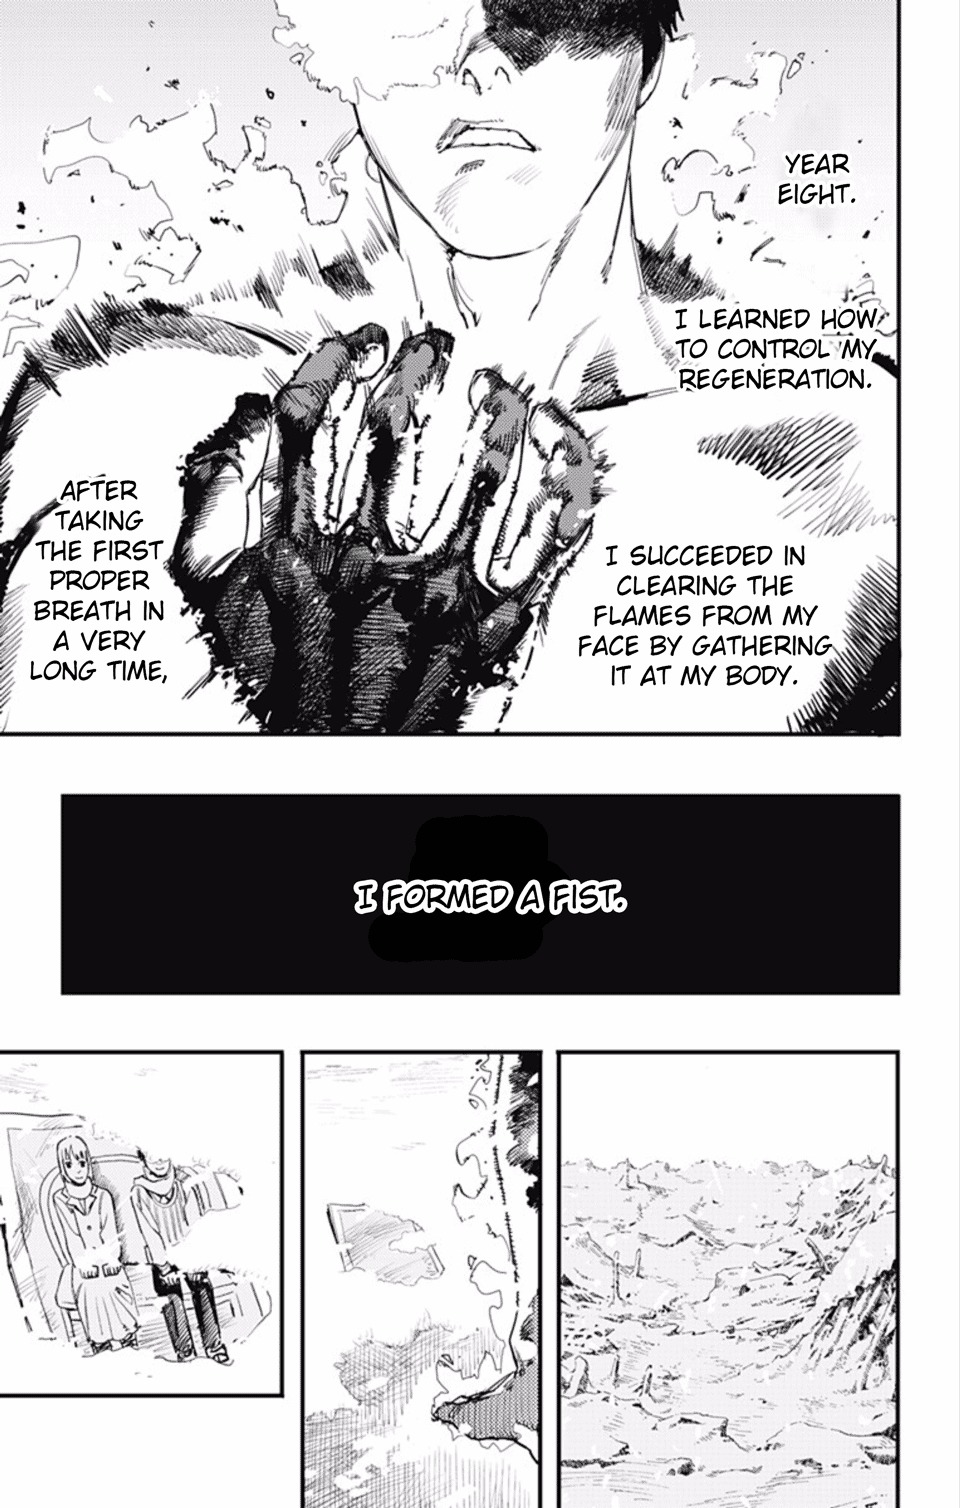 YEAR
EIGHT.
I LEARNED HOW
TO CONTROL MY
REGENERATION.
I SUCCEEDED IN
CLEARING THE
FLAMES FROM MY
FACE BY GATHERING
IT AT MY BODY.
AFTER
TAKING
THE FIRST
PROPER
BREATH IN
A VERY
LONG TIME,
I FORMED A FIST.